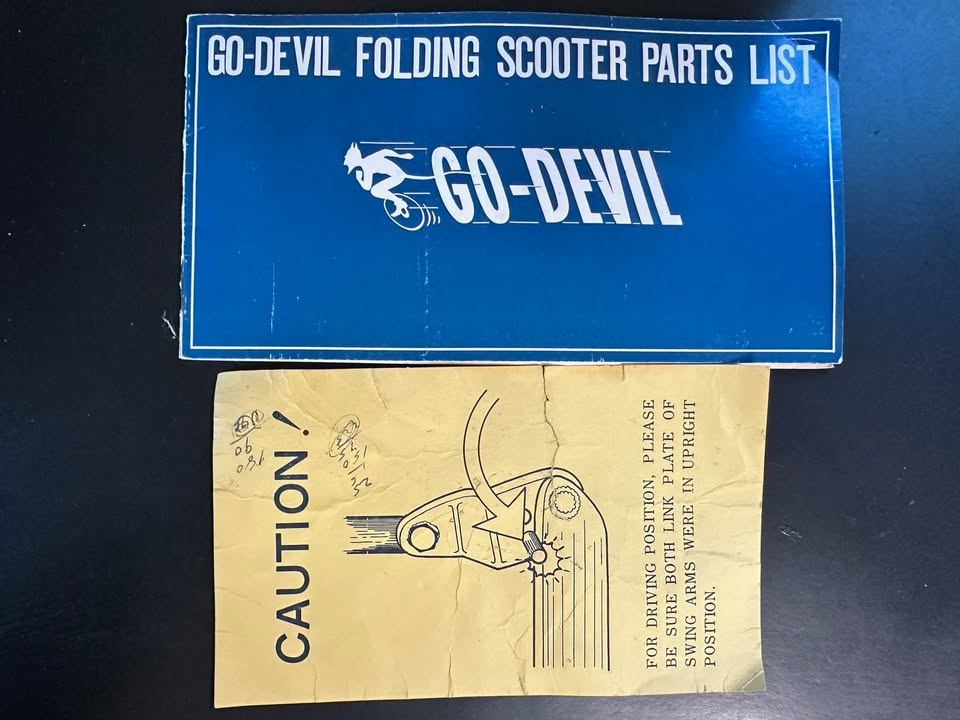 GO-DEVIL FOLDING SCOOTER PARTS LIST
GO-DEVIL
CAUTION!
FOR DRIVING POSITION, PLEASE
BE SURE BOTH LINK PLATE OF
SWING ARMS WERE IN UPRIGHT
POSITION.